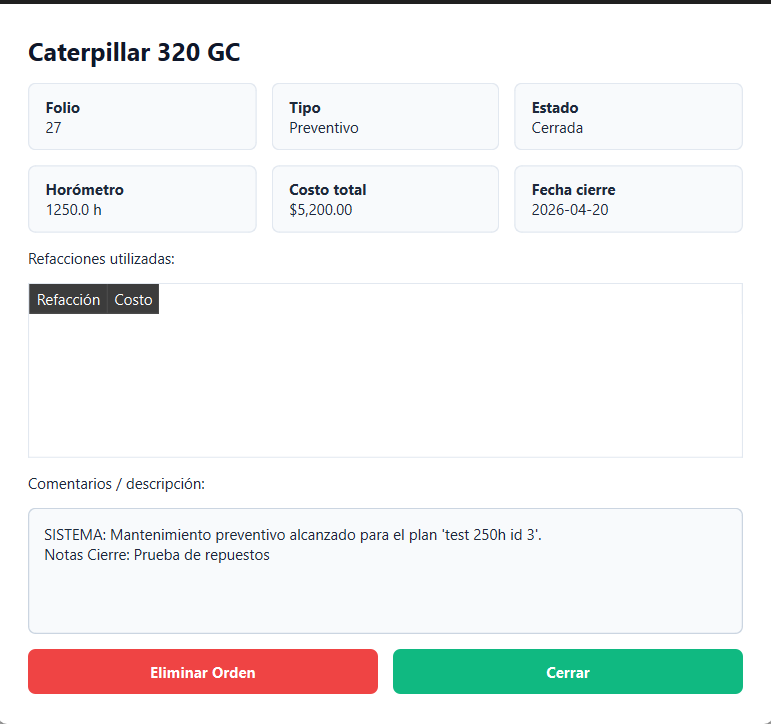 Caterpillar 320 GC
Folio
27
Tipo
Preventivo
Estado
Cerrada
Horómetro
1250.0 h
Costo total
$5,200.00
Fecha cierre
2026-04-20
Refacciones utilizadas:
Refacción Costo
Comentarios / descripción:
SISTEMA: Mantenimiento preventivo alcanzado para el plan 'test 250h id 3'.
Notas Cierre: Prueba de repuestos
Eliminar Orden
Cerrar